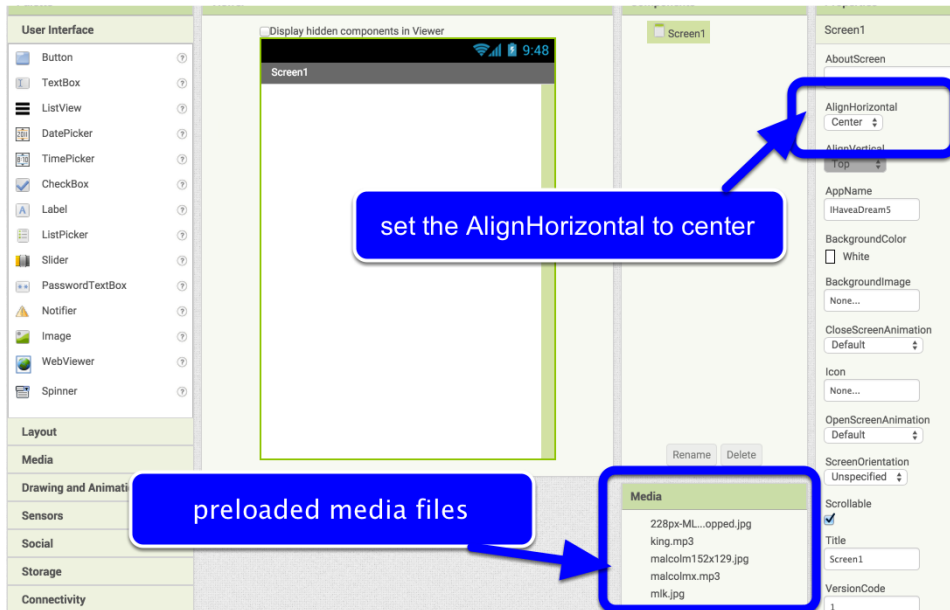 User Interface
Button
TextBox
ListView
DatePicker
TimePicker
CheckBox
Label
ListPicker
Slider
PasswordTextBox
Notifier
Image
WebViewer
Spinner
Layout
Media
Drawing and Animati
Sensors
Social
Storage
Connectivity
Display hidden components in Viewer
9:48
Screen1
set the AlignHorizontal to center
preloaded media files
Screen1
Rename Delete
Media
228px-ML...opped.jpg
king.mp3
malcolm152x129.jpg
malcolmx.mp3
mlk.jpg
Screen1
AboutScreen
AlignHorizontal
Center
AlignVertical
Top
AppName
IHaveaDream5
BackgroundColor
White
BackgroundImage
None...
CloseScreenAnimation
Default
Icon
None...
OpenScreenAnimation
Default
ScreenOrientation
Unspecified
Scrollable
Title
Screen1
VersionCode
1